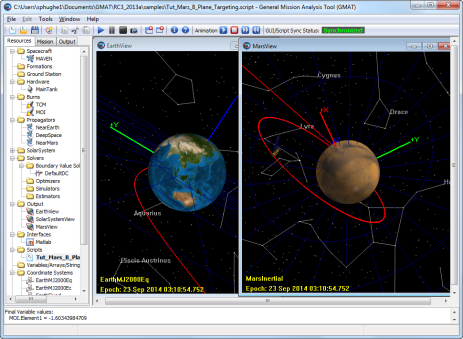 C:\Users\sphughe1\Documents\GMAT\RC3_2013a\samples\Tut_Mars_B_Plane_Targeting.script - General Mission Analysis Tool (GMAT)
File Edit Window Tools Help
Animation
GUI/Script Sync Status: Synchronized
Resources Mission Output
Spacecraft
MAVEN
Formations
Ground Station
Hardware
MainTank
Burns
TCM
MOI
Propagators
NearEarth
DeepSpace
NearMars
SolarSystem
Solvers
Boundary Value Sol
DefaultDC
Optimizers
Simulators
Estimators
Output
EarthView
SolarSystemView
MarsView
Interfaces
Matlab
Scripts
Tut_Mars_B_Pla
Variables/Arrays/String
Coordinate Systems
EarthMJ2000Eq
EarthMJ2000Ec
EarthView
+Y
Aquarius
Piscis Austrinus
EarthMJ2000Eq
Epoch: 23 Sep 2014 03:10:54.752
MarsView
Cygnus
+X
Lyra
Draco
+Y
MarsInertial
Epoch: 23 Sep 2014 03:10:54.752
Final Variable values:
MOI.Element1 = -1.60343984709